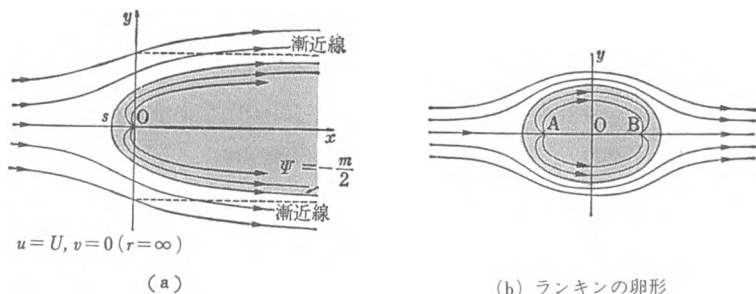 y
漸近線
s
O
x
Ψ = -m/2
漸近線
u = U, v = 0 (r = ∞)
(a)
y
A
O
B
(b) ランキンの卵形